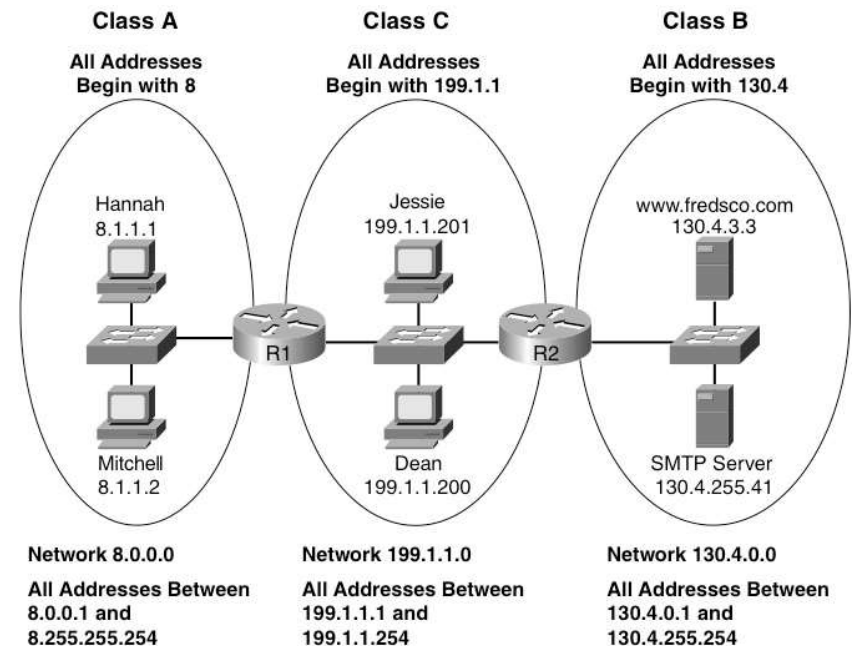 Class A
All Addresses
Begin with 8
Hannah
8.1.1.1
Mitchell
8.1.1.2
Network 8.0.0.0
All Addresses Between
8.0.0.1 and
8.255.255.254
R1
Class C
All Addresses
Begin with 199.1.1
Jessie
199.1.1.201
Dean
199.1.1.200
Network 199.1.1.0
All Addresses Between
199.1.1.1 and
199.1.1.254
R2
Class B
All Addresses
Begin with 130.4
www.fredsco.com
130.4.3.3
SMTP Server
130.4.255.41
Network 130.4.0.0
All Addresses Between
130.4.0.1 and
130.4.255.254